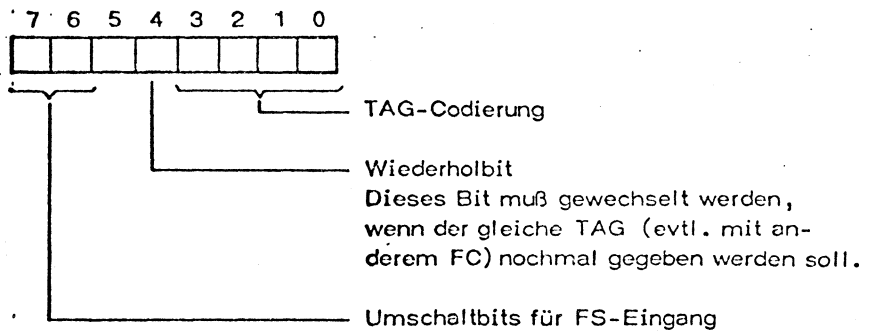 7 6 5 4 3 2 1 0
TAG-Codierung
Wiederholbit
Dieses Bit muß gewechselt werden,
wenn der gleiche TAG (evtl. mit an-
derem FC) nochmal gegeben werden soll.
Umschaltbits für FS-Eingang